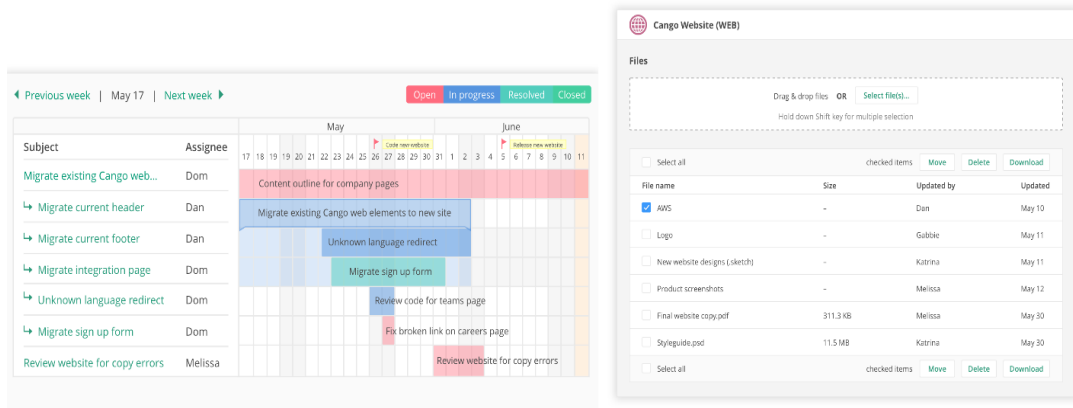 Previous week | May 17 | Next week
Open In progress Resolved Closed
May June
Subject Assignee
Code new website Release new website
17 18 19 19 20 21 22 23 24 25 26 27 28 29 30 31 1 2 3 4 5 6 7 8 9 10 11
Migrate existing Cango web... Dom
Content outline for company pages
Migrate current header Dan
Migrate existing Cango web elements to new site
Migrate current footer Dan
Unknown language redirect
Migrate integration page Dom
Migrate sign up form
Unknown language redirect Dom
Review code for teams page
Migrate sign up form Dom
Fix broken link on careers page
Review website for copy errors Melissa
Review website for copy errors
Cango Website (WEB)
Files
Drag & drop files OR Select file(s)...
Hold down Shift key for multiple selection
Select all checked items Move Delete Download
File name Size Updated by Updated
AWS – Dan May 10
Logo – Gabbie May 11
New website designs (.sketch) – Katrina May 11
Product screenshots – Melissa May 12
Final website copy.pdf 311.3 KB Melissa May 30
Styleguide.psd 11.5 MB Katrina May 30
Select all checked items Move Delete Download